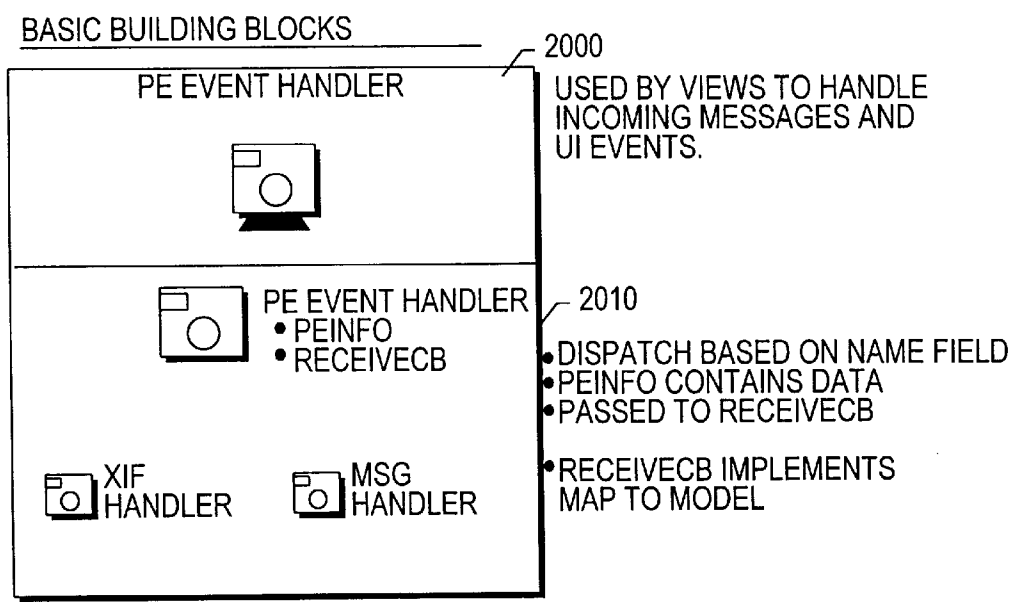 BASIC BUILDING BLOCKS
2000
PE EVENT HANDLER
USED BY VIEWS TO HANDLE
INCOMING MESSAGES AND
UI EVENTS.
PE EVENT HANDLER
• PEINFO
• RECEIVECB
2010
• DISPATCH BASED ON NAME FIELD
• PEINFO CONTAINS DATA
• PASSED TO RECEIVECB
• RECEIVECB IMPLEMENTS
MAP TO MODEL
XIF
HANDLER
MSG
HANDLER